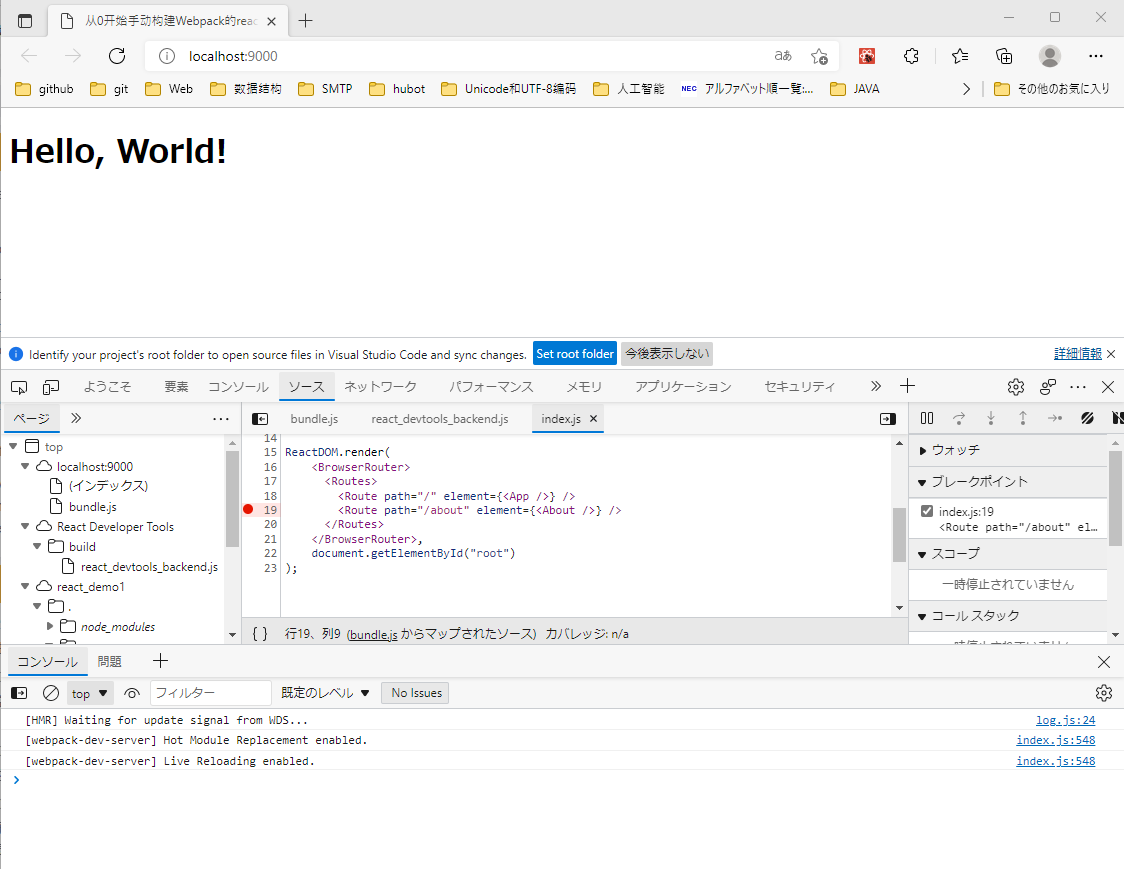 从0开始手动构建Webpack的reac
localhost:9000
aあ
github git Web 数据结构 SMTP hubot Unicode和UTF-8编码 人工智能 NEC アルファベット順一覧:... JAVA その他のお気に入り
Hello, World!
Identify your project's root folder to open source files in Visual Studio Code and sync changes. Set root folder 今後表示しない 詳細情報
ようこそ 要素 コンソール ソース ネットワーク パフォーマンス メモリ アプリケーション セキュリティ
ページ
bundle.js react_devtools_backend.js index.js
top
localhost:9000
(インデックス)
bundle.js
React Developer Tools
build
react_devtools_backend.js
react_demo1
.
node_modules
14
15 ReactDOM.render(
16 <BrowserRouter>
17 <Routes>
18 <Route path="/" element={<App />} />
19 <Route path="/about" element={<About />} />
20 </Routes>
21 </BrowserRouter>,
22 document.getElementById("root")
23 );
{ } 行19、列9 (bundle.js からマップされたソース) カバレッジ: n/a
ウォッチ
ブレークポイント
index.js:19
<Route path="/about" el…
スコープ
一時停止されていません
コール スタック
一時停止されていません
コンソール 問題
top フィルター 既定のレベル No Issues
[HMR] Waiting for update signal from WDS... log.js:24
[webpack-dev-server] Hot Module Replacement enabled. index.js:548
[webpack-dev-server] Live Reloading enabled. index.js:548